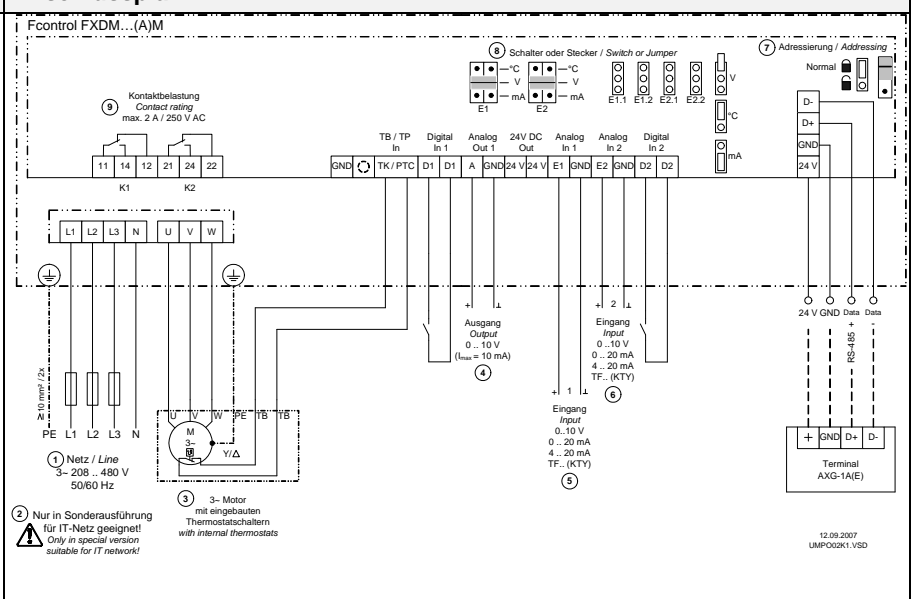 Fcontrol FXDM...(A)M
8 Schalter oder Stecker / Switch or Jumper
7 Adressierung / Addressing
Normal
°C
V
mA
E1
°C
V
mA
E2
E1.1 E1.2 E2.1 E2.2
V
°C
mA
9 Kontaktbelastung
Contact rating
max. 2 A / 250 V AC
11 14 12 21 24 22
K1 K2
TB / TP
In
Digital
In 1
Analog
Out 1
24V DC
Out
Analog
In 1
Analog
In 2
Digital
In 2
GND TK / PTC D1 D1 A GND 24 V 24 V E1 GND E2 GND D2 D2
D-
D+
GND
24 V
L1 L2 L3 N U V W
+ ⊥
Ausgang
Output
0 .. 10 V
(Imax = 10 mA)
4
+ 1 ⊥
Eingang
Input
0..10 V
0 .. 20 mA
4 .. 20 mA
TF.. (KTY)
5
+ 2 ⊥
Eingang
Input
0 ..10 V
0 .. 20 mA
4 .. 20 mA
TF.. (KTY)
6
24 V GND Data + Data -
RS-485
+ GND D+ D-
Terminal
AXG-1A(E)
≥10 mm² / 2x
PE L1 L2 L3 N
1 Netz / Line
3~ 208 .. 480 V
50/60 Hz
U V W PE TB TB
M
3~
Y/Δ
3 3~ Motor
mit eingebauten
Thermostatschaltern
with internal thermostats
2 Nur in Sonderausführung
für IT-Netz geeignet!
Only in special version
suitable for IT network!
12.09.2007
UMPO02K1.VSD